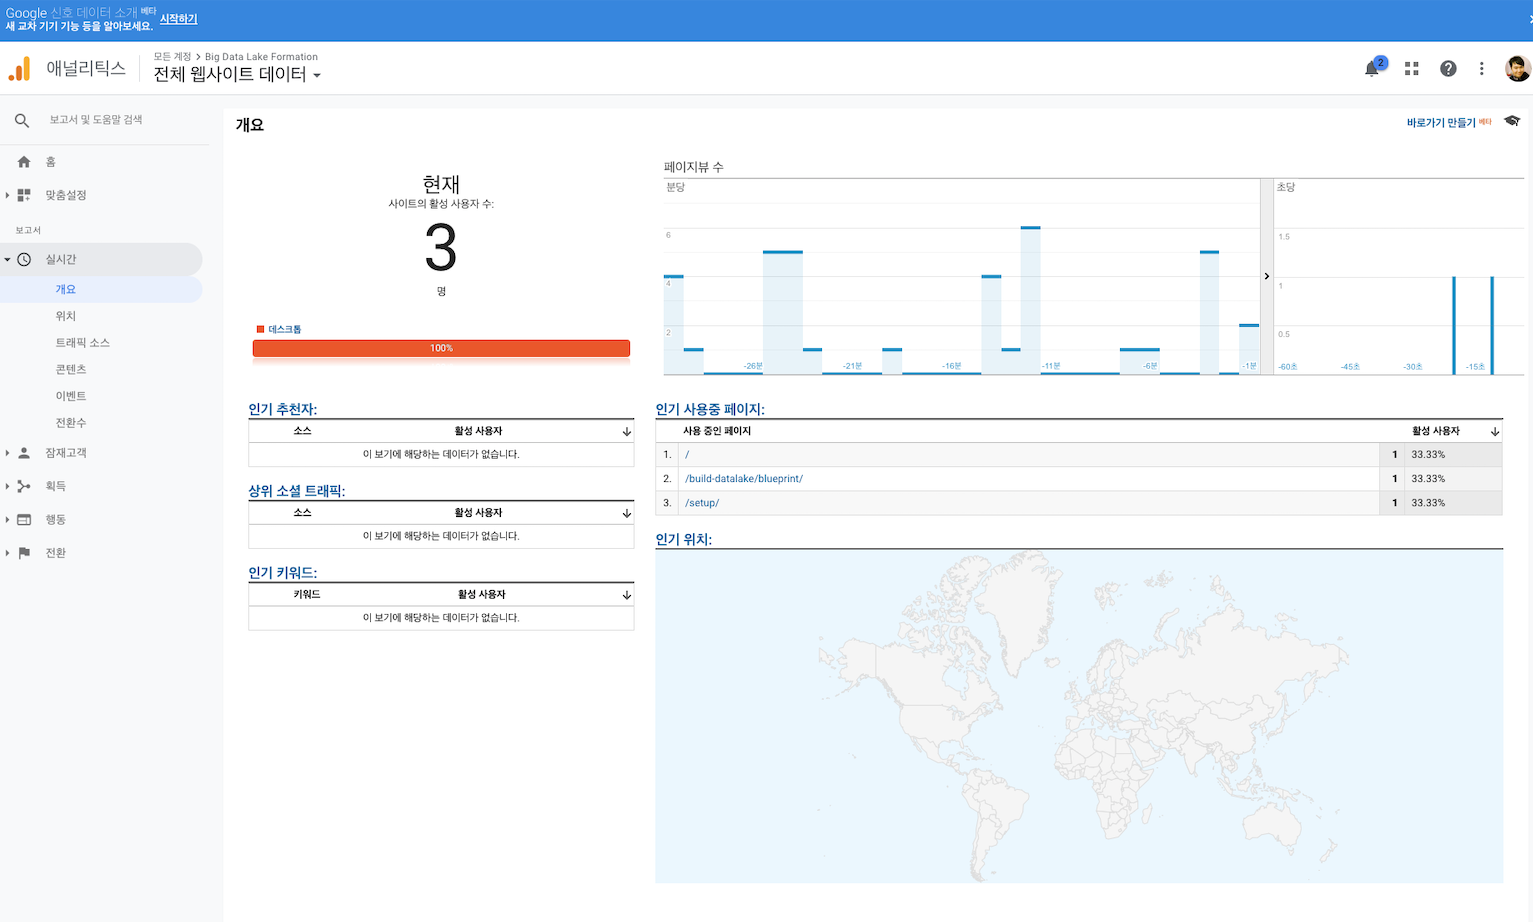 Google 신호 데이터 소개 베타
새 교차 기기 기능 등을 알아보세요. 시작하기
애널리틱스
모든 계정 > Big Data Lake Formation
전체 웹사이트 데이터
2
보고서 및 도움말 검색
홈
맞춤설정
보고서
실시간
개요
위치
트래픽 소스
콘텐츠
이벤트
전환수
잠재고객
획득
행동
전환
개요
바로가기 만들기 베타
현재
사이트의 활성 사용자 수:
3
명
데스크톱
100%
페이지뷰 수
분당
6
4
2
-26분 -21분 -16분 -11분 -6분 -1분
초당
1.5
1
0.5
-60초 -45초 -30초 -15초
인기 추천자:
소스 활성 사용자
이 보기에 해당하는 데이터가 없습니다.
상위 소셜 트래픽:
소스 활성 사용자
이 보기에 해당하는 데이터가 없습니다.
인기 키워드:
키워드 활성 사용자
이 보기에 해당하는 데이터가 없습니다.
인기 사용중 페이지:
사용 중인 페이지 활성 사용자
1. / 1 33.33%
2. /build-datalake/blueprint/ 1 33.33%
3. /setup/ 1 33.33%
인기 위치: